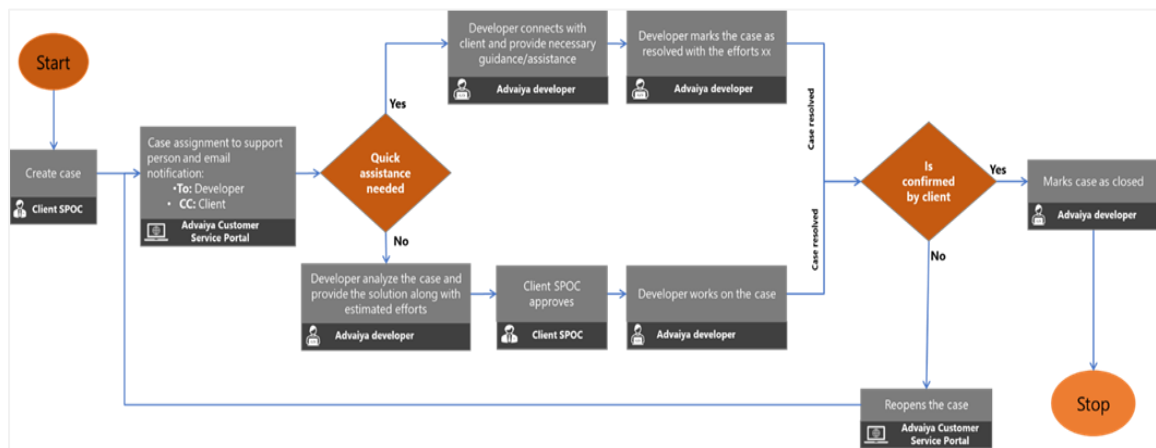 Start
Create case
Client SPOC
Case assignment to support
person and email
notification:
•To: Developer
• CC: Client
Advaiya Customer
Service Portal
Quick
assistance
needed
Yes
Developer connects with
client and provide necessary
guidance/assistance
Advaiya developer
Developer marks the case as
resolved with the efforts xx
Advaiya developer
Case resolved
No
Developer analyze the case and
provide the solution along with
estimated efforts
Advaiya developer
Client SPOC
approves
Client SPOC
Developer works on the case
Advaiya developer
Case resolved
Is
confirmed
by client
Yes
Marks case as closed
Advaiya developer
Stop
No
Reopens the case
Advaiya Customer
Service Portal